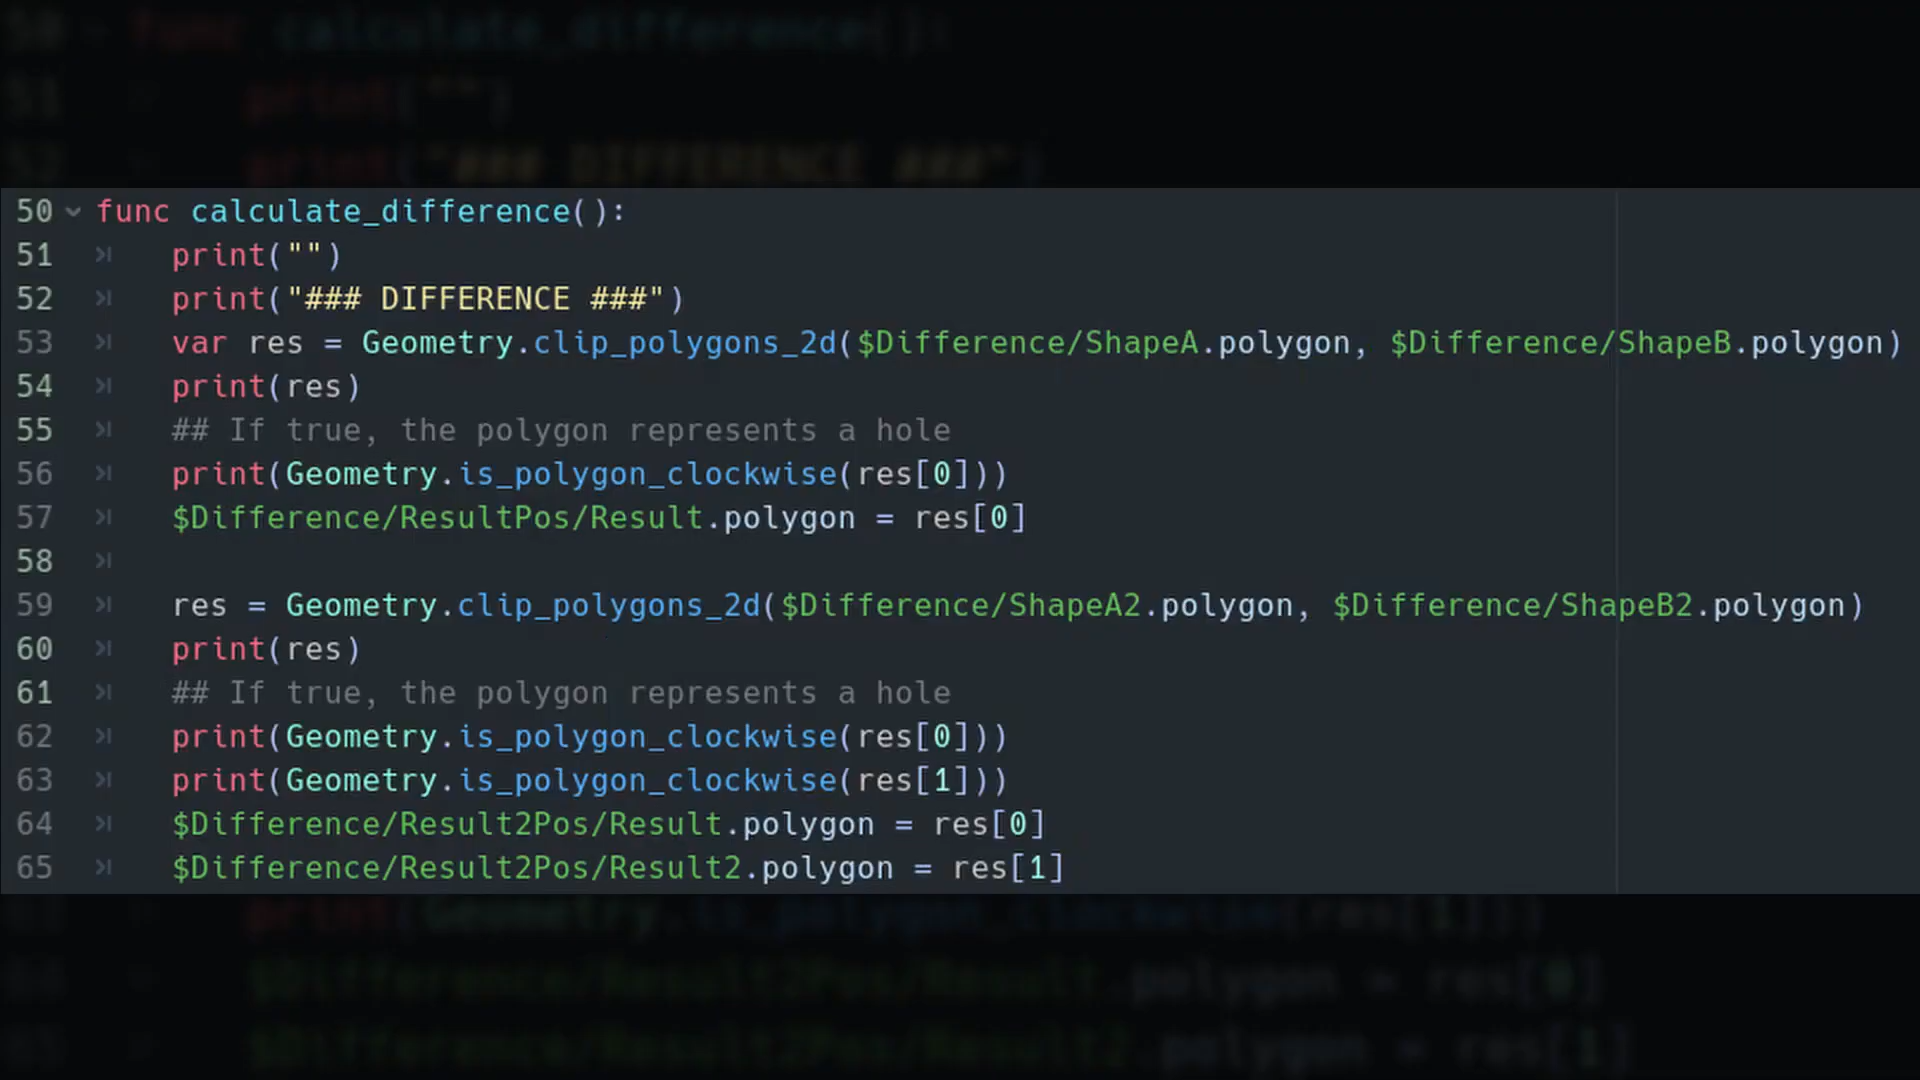 50 func calculate_difference():
51 print("")
52 print("### DIFFERENCE ###")
53 var res = Geometry.clip_polygons_2d($Difference/ShapeA.polygon, $Difference/ShapeB.polygon)
54 print(res)
55 ## If true, the polygon represents a hole
56 print(Geometry.is_polygon_clockwise(res[0]))
57 $Difference/ResultPos/Result.polygon = res[0]
58
59 res = Geometry.clip_polygons_2d($Difference/ShapeA2.polygon, $Difference/ShapeB2.polygon)
60 print(res)
61 ## If true, the polygon represents a hole
62 print(Geometry.is_polygon_clockwise(res[0]))
63 print(Geometry.is_polygon_clockwise(res[1]))
64 $Difference/Result2Pos/Result.polygon = res[0]
65 $Difference/Result2Pos/Result2.polygon = res[1]